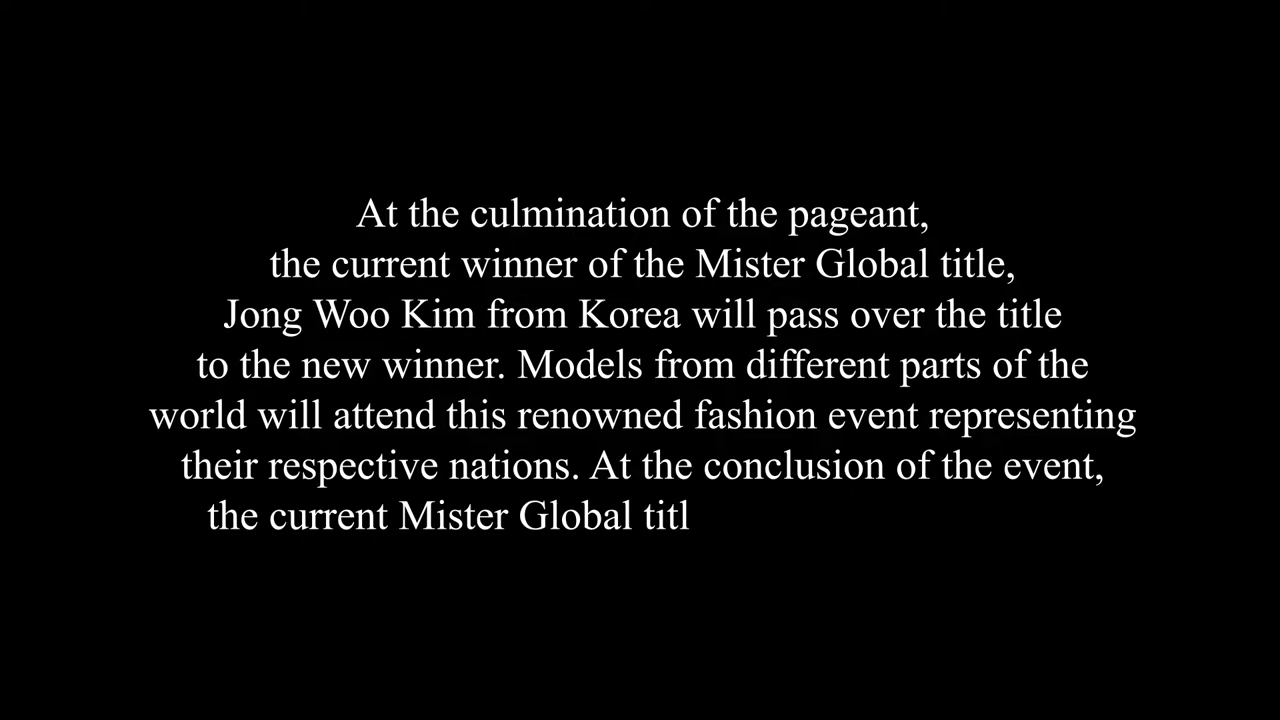 At the culmination of the pageant,
the current winner of the Mister Global title,
Jong Woo Kim from Korea will pass over the title
to the new winner. Models from different parts of the
world will attend this renowned fashion event representing
their respective nations. At the conclusion of the event,
the current Mister Global titl